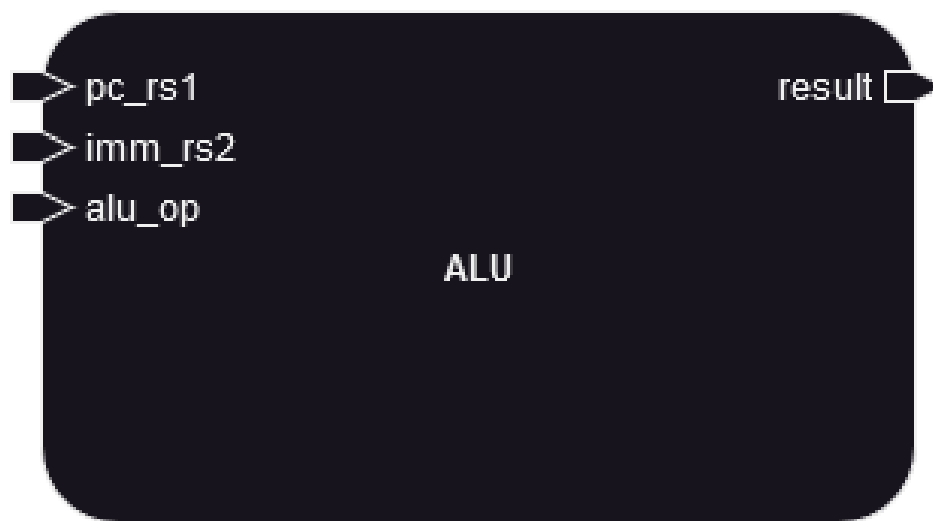 pc_rs1
result
imm_rs2
alu_op
ALU